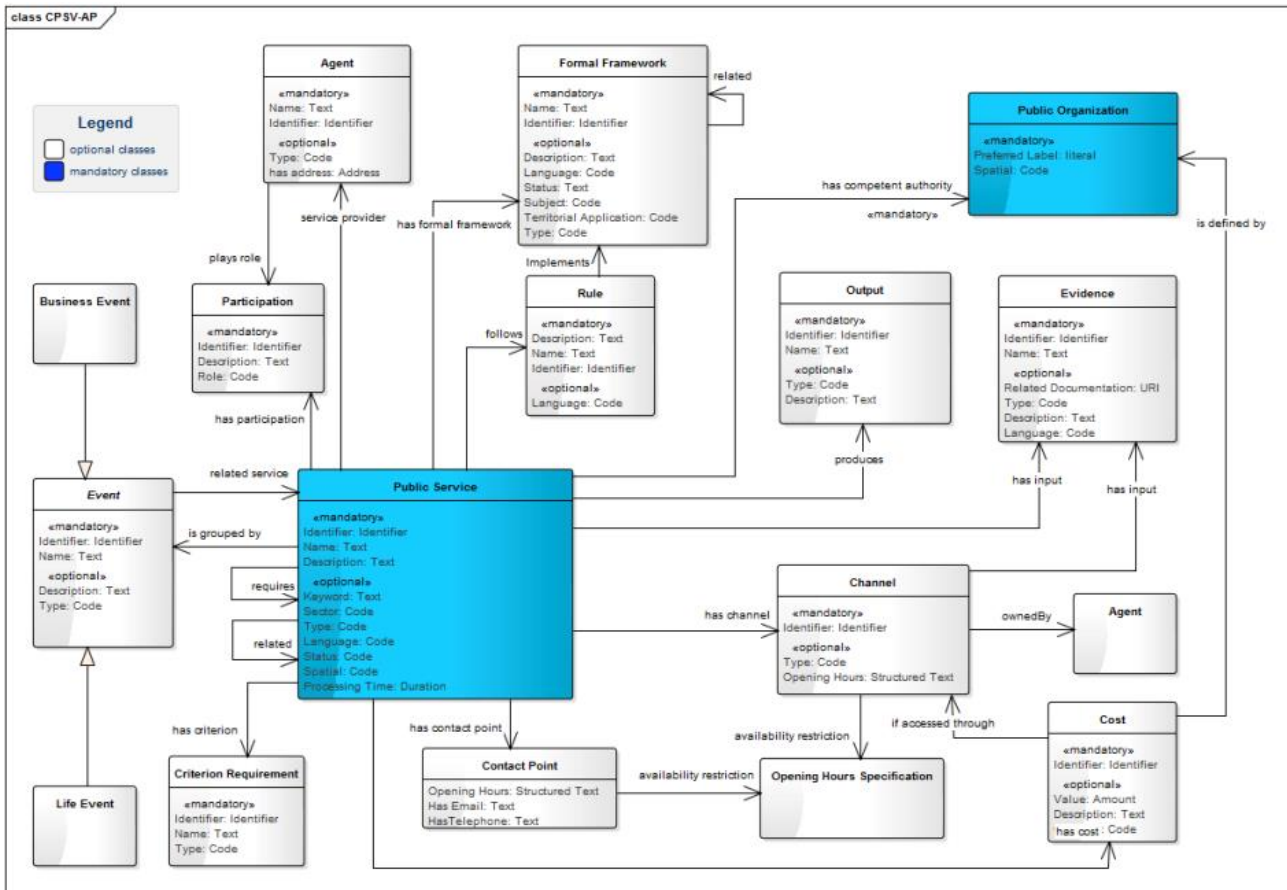 class CPSV-AP
Legend
optional classes
mandatory classes
Agent
«mandatory»
Name: Text
Identifier: Identifier
«optional»
Type: Code
has address: Address
Formal Framework
«mandatory»
Name: Text
Identifier: Identifier
«optional»
Description: Text
Language: Code
Status: Text
Subject: Code
Territorial Application: Code
Type: Code
related
Public Organization
«mandatory»
Preferred Label: literal
Spatial: Code
has competent authority
«mandatory»
is defined by
service provider
has formal framework
plays role
Implements
Business Event
Participation
«mandatory»
Identifier: Identifier
Description: Text
Role: Code
follows
Rule
«mandatory»
Description: Text
Name: Text
Identifier: Identifier
«optional»
Language: Code
Output
«mandatory»
Identifier: Identifier
Name: Text
«optional»
Type: Code
Description: Text
Evidence
«mandatory»
Identifier: Identifier
Name: Text
«optional»
Related Documentation: URI
Type: Code
Description: Text
Language: Code
has participation
produces
has input
has input
related service
is grouped by
Event
«mandatory»
Identifier: Identifier
Name: Text
«optional»
Description: Text
Type: Code
Public Service
«mandatory»
Identifier: Identifier
Name: Text
Description: Text
«optional»
Keyword: Text
Sector: Code
Type: Code
Language: Code
Status: Code
Spatial: Code
Processing Time: Duration
requires
related
has channel
Channel
«mandatory»
Identifier: Identifier
«optional»
Type: Code
Opening Hours: Structured Text
ownedBy
Agent
has criterion
has contact point
availability restriction
if accessed through
Life Event
Criterion Requirement
«mandatory»
Identifier: Identifier
Name: Text
Type: Code
Contact Point
Opening Hours: Structured Text
Has Email: Text
HasTelephone: Text
availability restriction
Opening Hours Specification
Cost
«mandatory»
Identifier: Identifier
«optional»
Value: Amount
Description: Text
has cost : Code